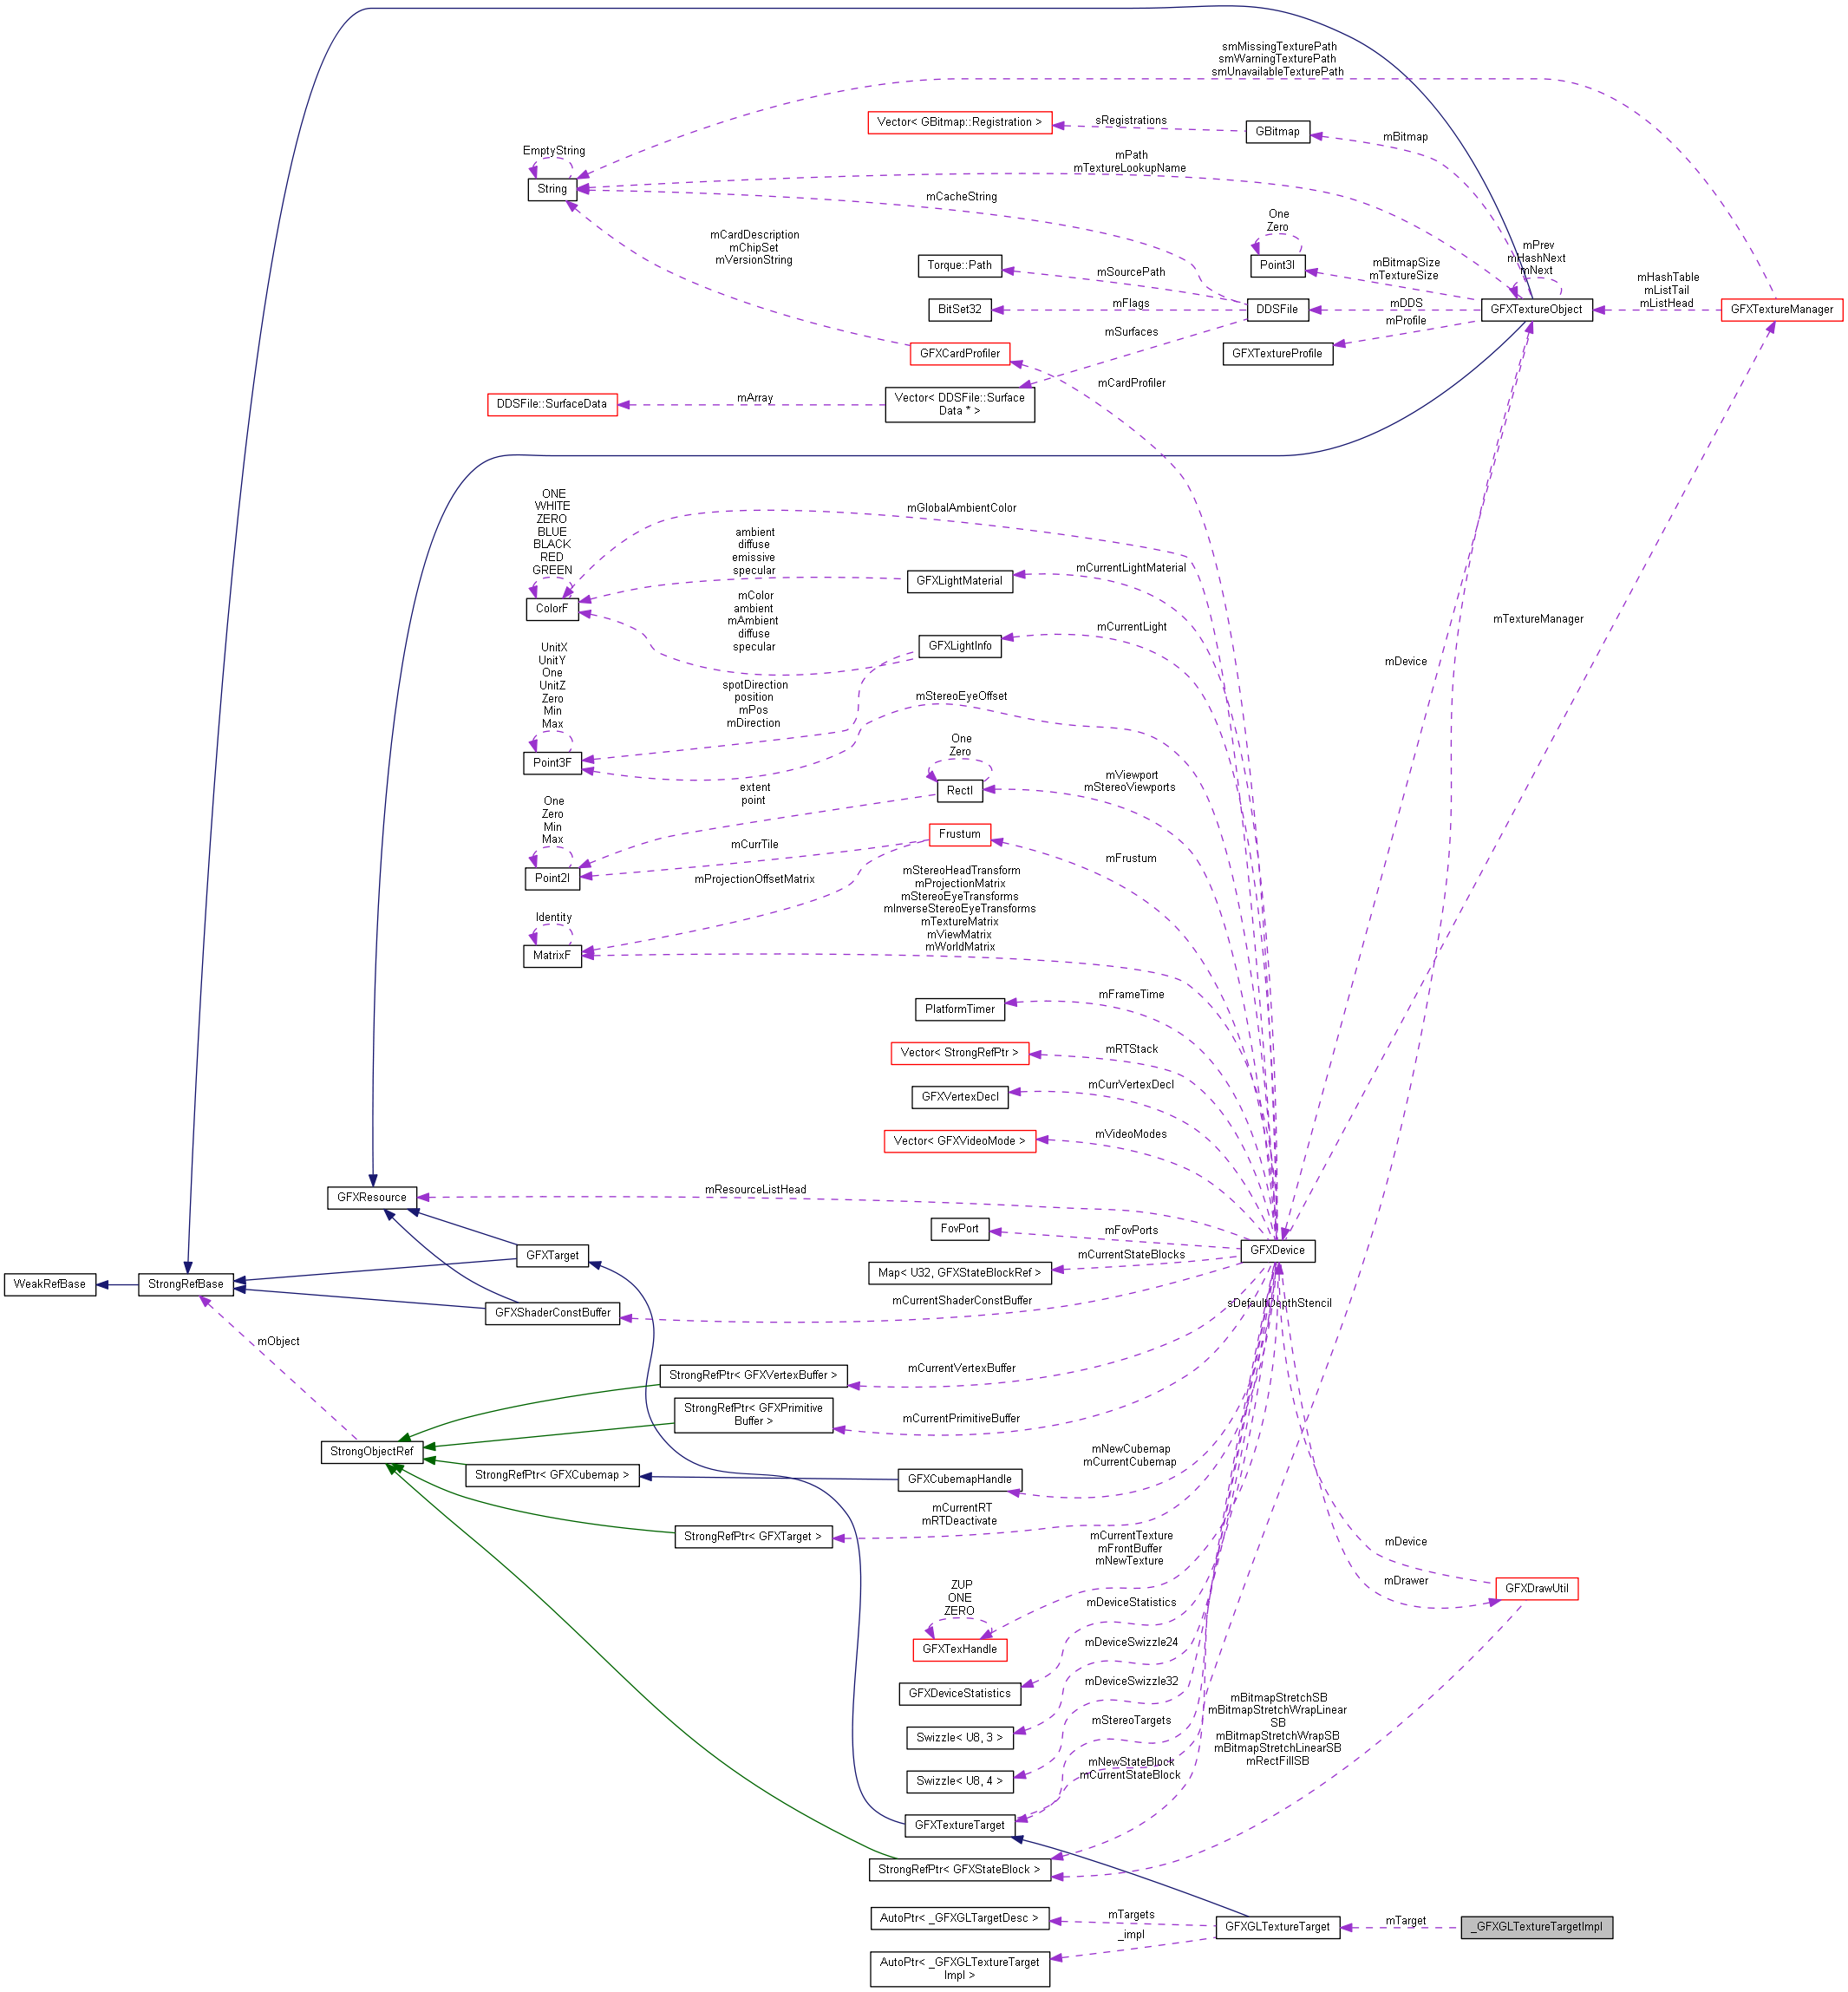 smMissingTexturePath
smWarningTexturePath
smUnavailableTexturePath
Vector< GBitmap::Registration >
sRegistrations
GBitmap
mBitmap
EmptyString
String
mPath
mTextureLookupName
mCacheString
One
Zero
mCardDescription
mChipSet
mVersionString
Torque::Path
mSourcePath
Point3I
mBitmapSize
mTextureSize
mPrev
mHashNext
mNext
mHashTable
mListTail
mListHead
BitSet32
mFlags
DDSFile
mDDS
GFXTextureObject
GFXTextureManager
mSurfaces
mProfile
GFXCardProfiler
GFXTextureProfile
mCardProfiler
DDSFile::SurfaceData
mArray
Vector< DDSFile::Surface
Data * >
ONE
WHITE
ZERO
BLUE
BLACK
RED
GREEN
ColorF
mGlobalAmbientColor
ambient
diffuse
emissive
specular
GFXLightMaterial
mCurrentLightMaterial
mColor
ambient
mAmbient
diffuse
specular
GFXLightInfo
mCurrentLight
mTextureManager
mDevice
UnitX
UnitY
One
UnitZ
Zero
Min
Max
Point3F
spotDirection
position
mPos
mDirection
mStereoEyeOffset
One
Zero
RectI
mViewport
mStereoViewports
extent
point
One
Zero
Min
Max
Point2I
mCurrTile
Frustum
mFrustum
mProjectionOffsetMatrix
mStereoHeadTransform
mProjectionMatrix
mStereoEyeTransforms
mInverseStereoEyeTransforms
mTextureMatrix
mViewMatrix
mWorldMatrix
Identity
MatrixF
PlatformTimer
mFrameTime
Vector< StrongRefPtr >
mRTStack
GFXVertexDecl
mCurrVertexDecl
Vector< GFXVideoMode >
mVideoModes
GFXResource
mResourceListHead
FovPort
mFovPorts
GFXDevice
GFXTarget
Map< U32, GFXStateBlockRef >
mCurrentStateBlocks
WeakRefBase
StrongRefBase
GFXShaderConstBuffer
mCurrentShaderConstBuffer
sDefaultDepthStencil
mObject
StrongRefPtr< GFXVertexBuffer >
mCurrentVertexBuffer
StrongRefPtr< GFXPrimitive
Buffer >
mCurrentPrimitiveBuffer
StrongObjectRef
StrongRefPtr< GFXCubemap >
GFXCubemapHandle
mNewCubemap
mCurrentCubemap
StrongRefPtr< GFXTarget >
mCurrentRT
mRTDeactivate
mCurrentTexture
mFrontBuffer
mNewTexture
mDevice
mDrawer
GFXDrawUtil
ZUP
ONE
ZERO
GFXTexHandle
mDeviceStatistics
GFXDeviceStatistics
mDeviceSwizzle24
Swizzle< U8, 3 >
mDeviceSwizzle32
Swizzle< U8, 4 >
mStereoTargets
mBitmapStretchSB
mBitmapStretchWrapLinear
SB
mBitmapStretchWrapSB
mBitmapStretchLinearSB
mRectFillSB
mNewStateBlock
mCurrentStateBlock
GFXTextureTarget
StrongRefPtr< GFXStateBlock >
AutoPtr< _GFXGLTargetDesc >
mTargets
_impl
GFXGLTextureTarget
mTarget
_GFXGLTextureTargetImpl
AutoPtr< _GFXGLTextureTarget
Impl >